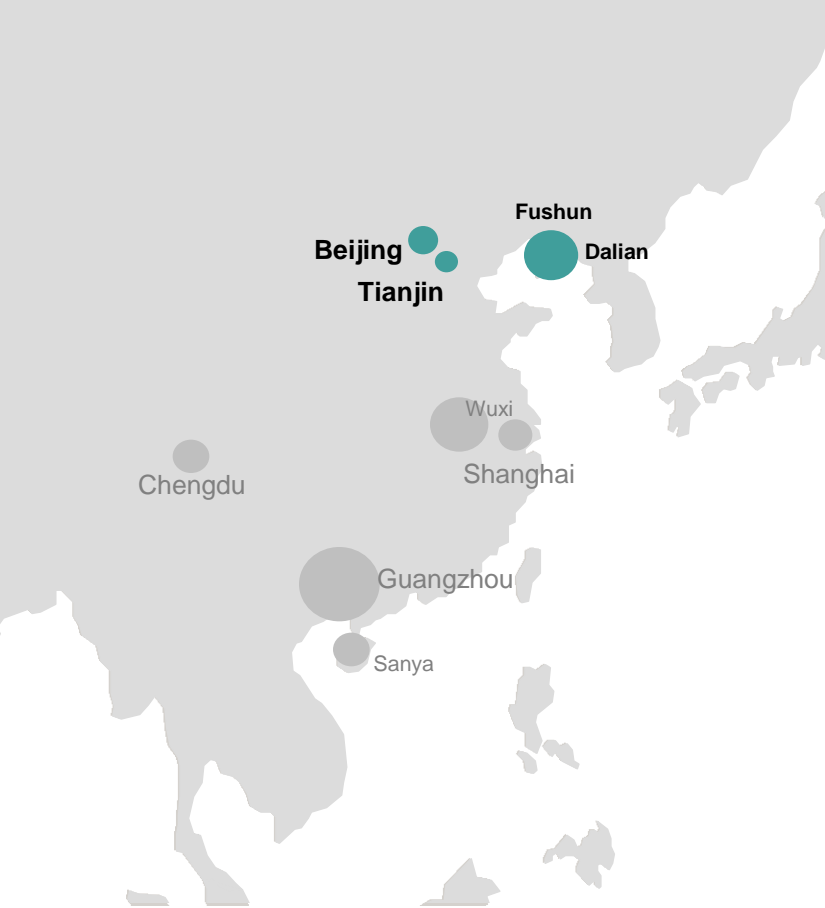 Fushun
Beijing
Dalian
Tianjin
Wuxi
Shanghai
Chengdu
Guangzhou
Sanya